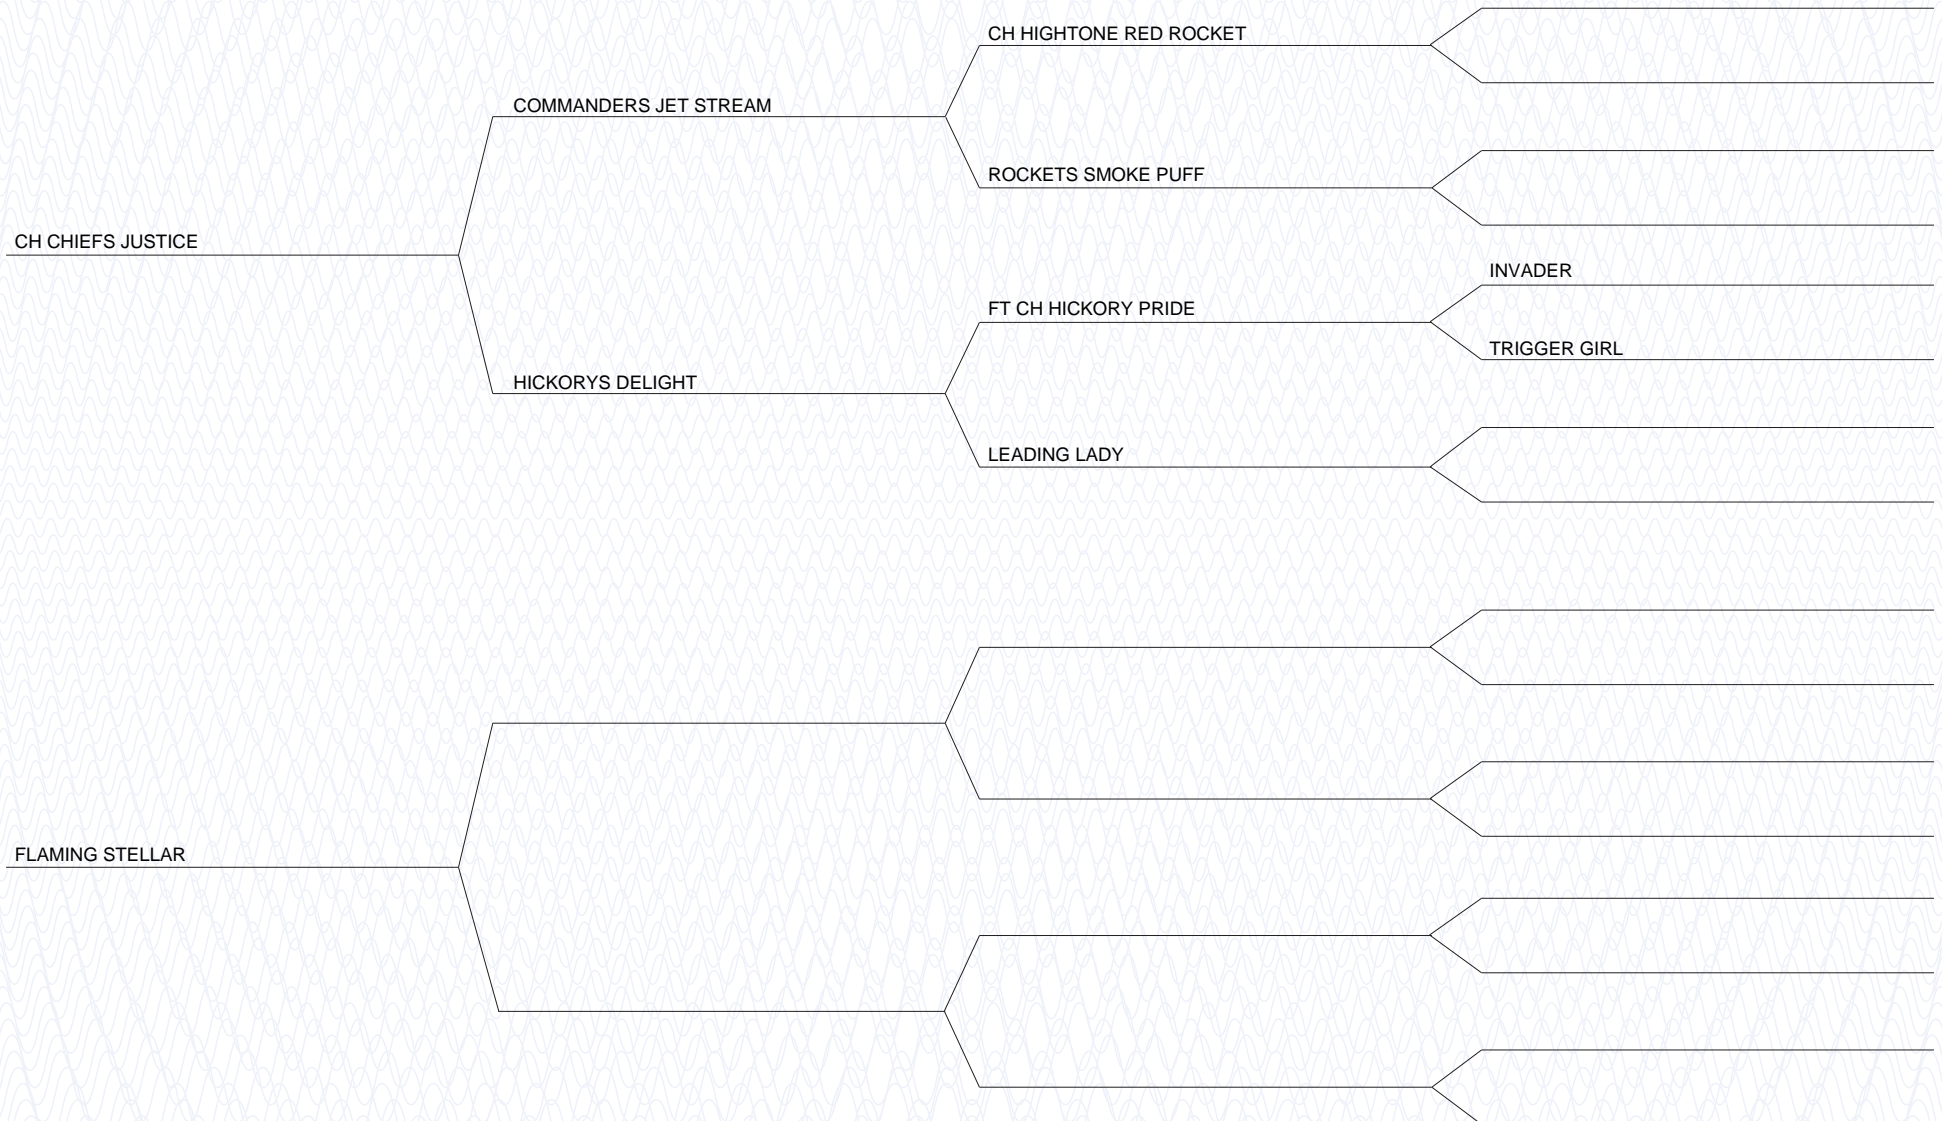 CH HIGHTONE RED ROCKET
COMMANDERS JET STREAM
ROCKETS SMOKE PUFF
CH CHIEFS JUSTICE
INVADER
FT CH HICKORY PRIDE
TRIGGER GIRL
HICKORYS DELIGHT
LEADING LADY
FLAMING STELLAR